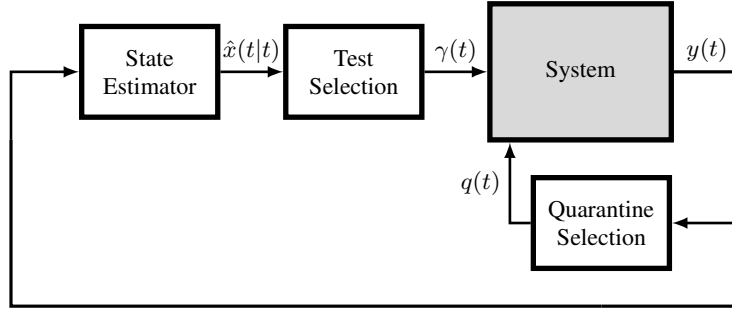 State
Estimator
x̂(t|t)
Test
Selection
γ(t)
System
y(t)
q(t)
Quarantine
Selection